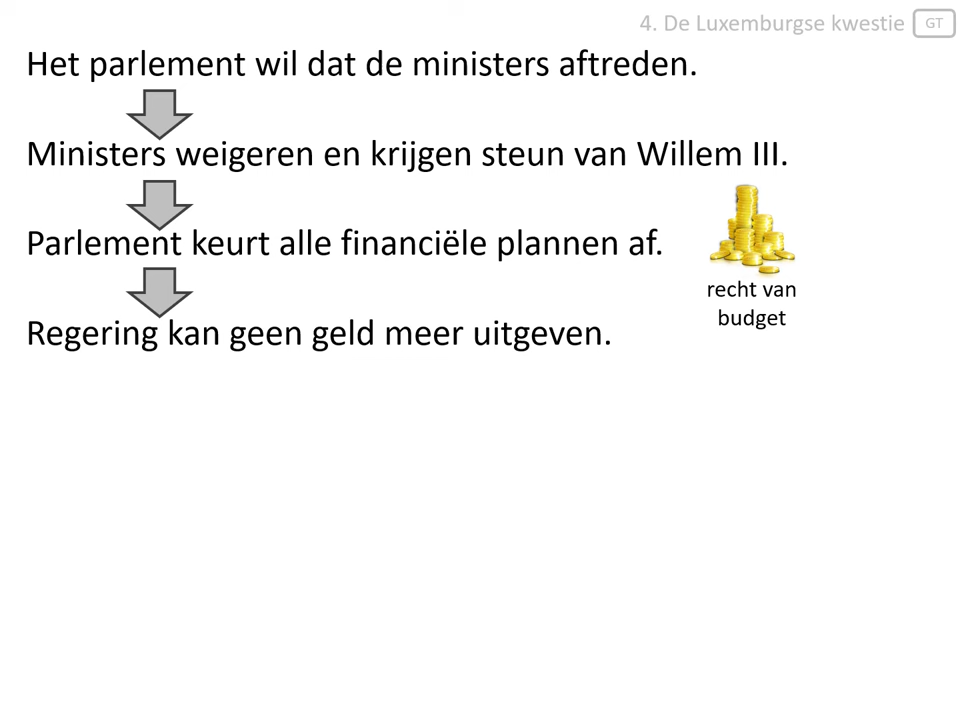 4. De Luxemburgse kwestie GT
Het parlement wil dat de ministers aftreden.
Ministers weigeren en krijgen steun van Willem III.
Parlement keurt alle financiële plannen af.
recht van
budget
Regering kan geen geld meer uitgeven.